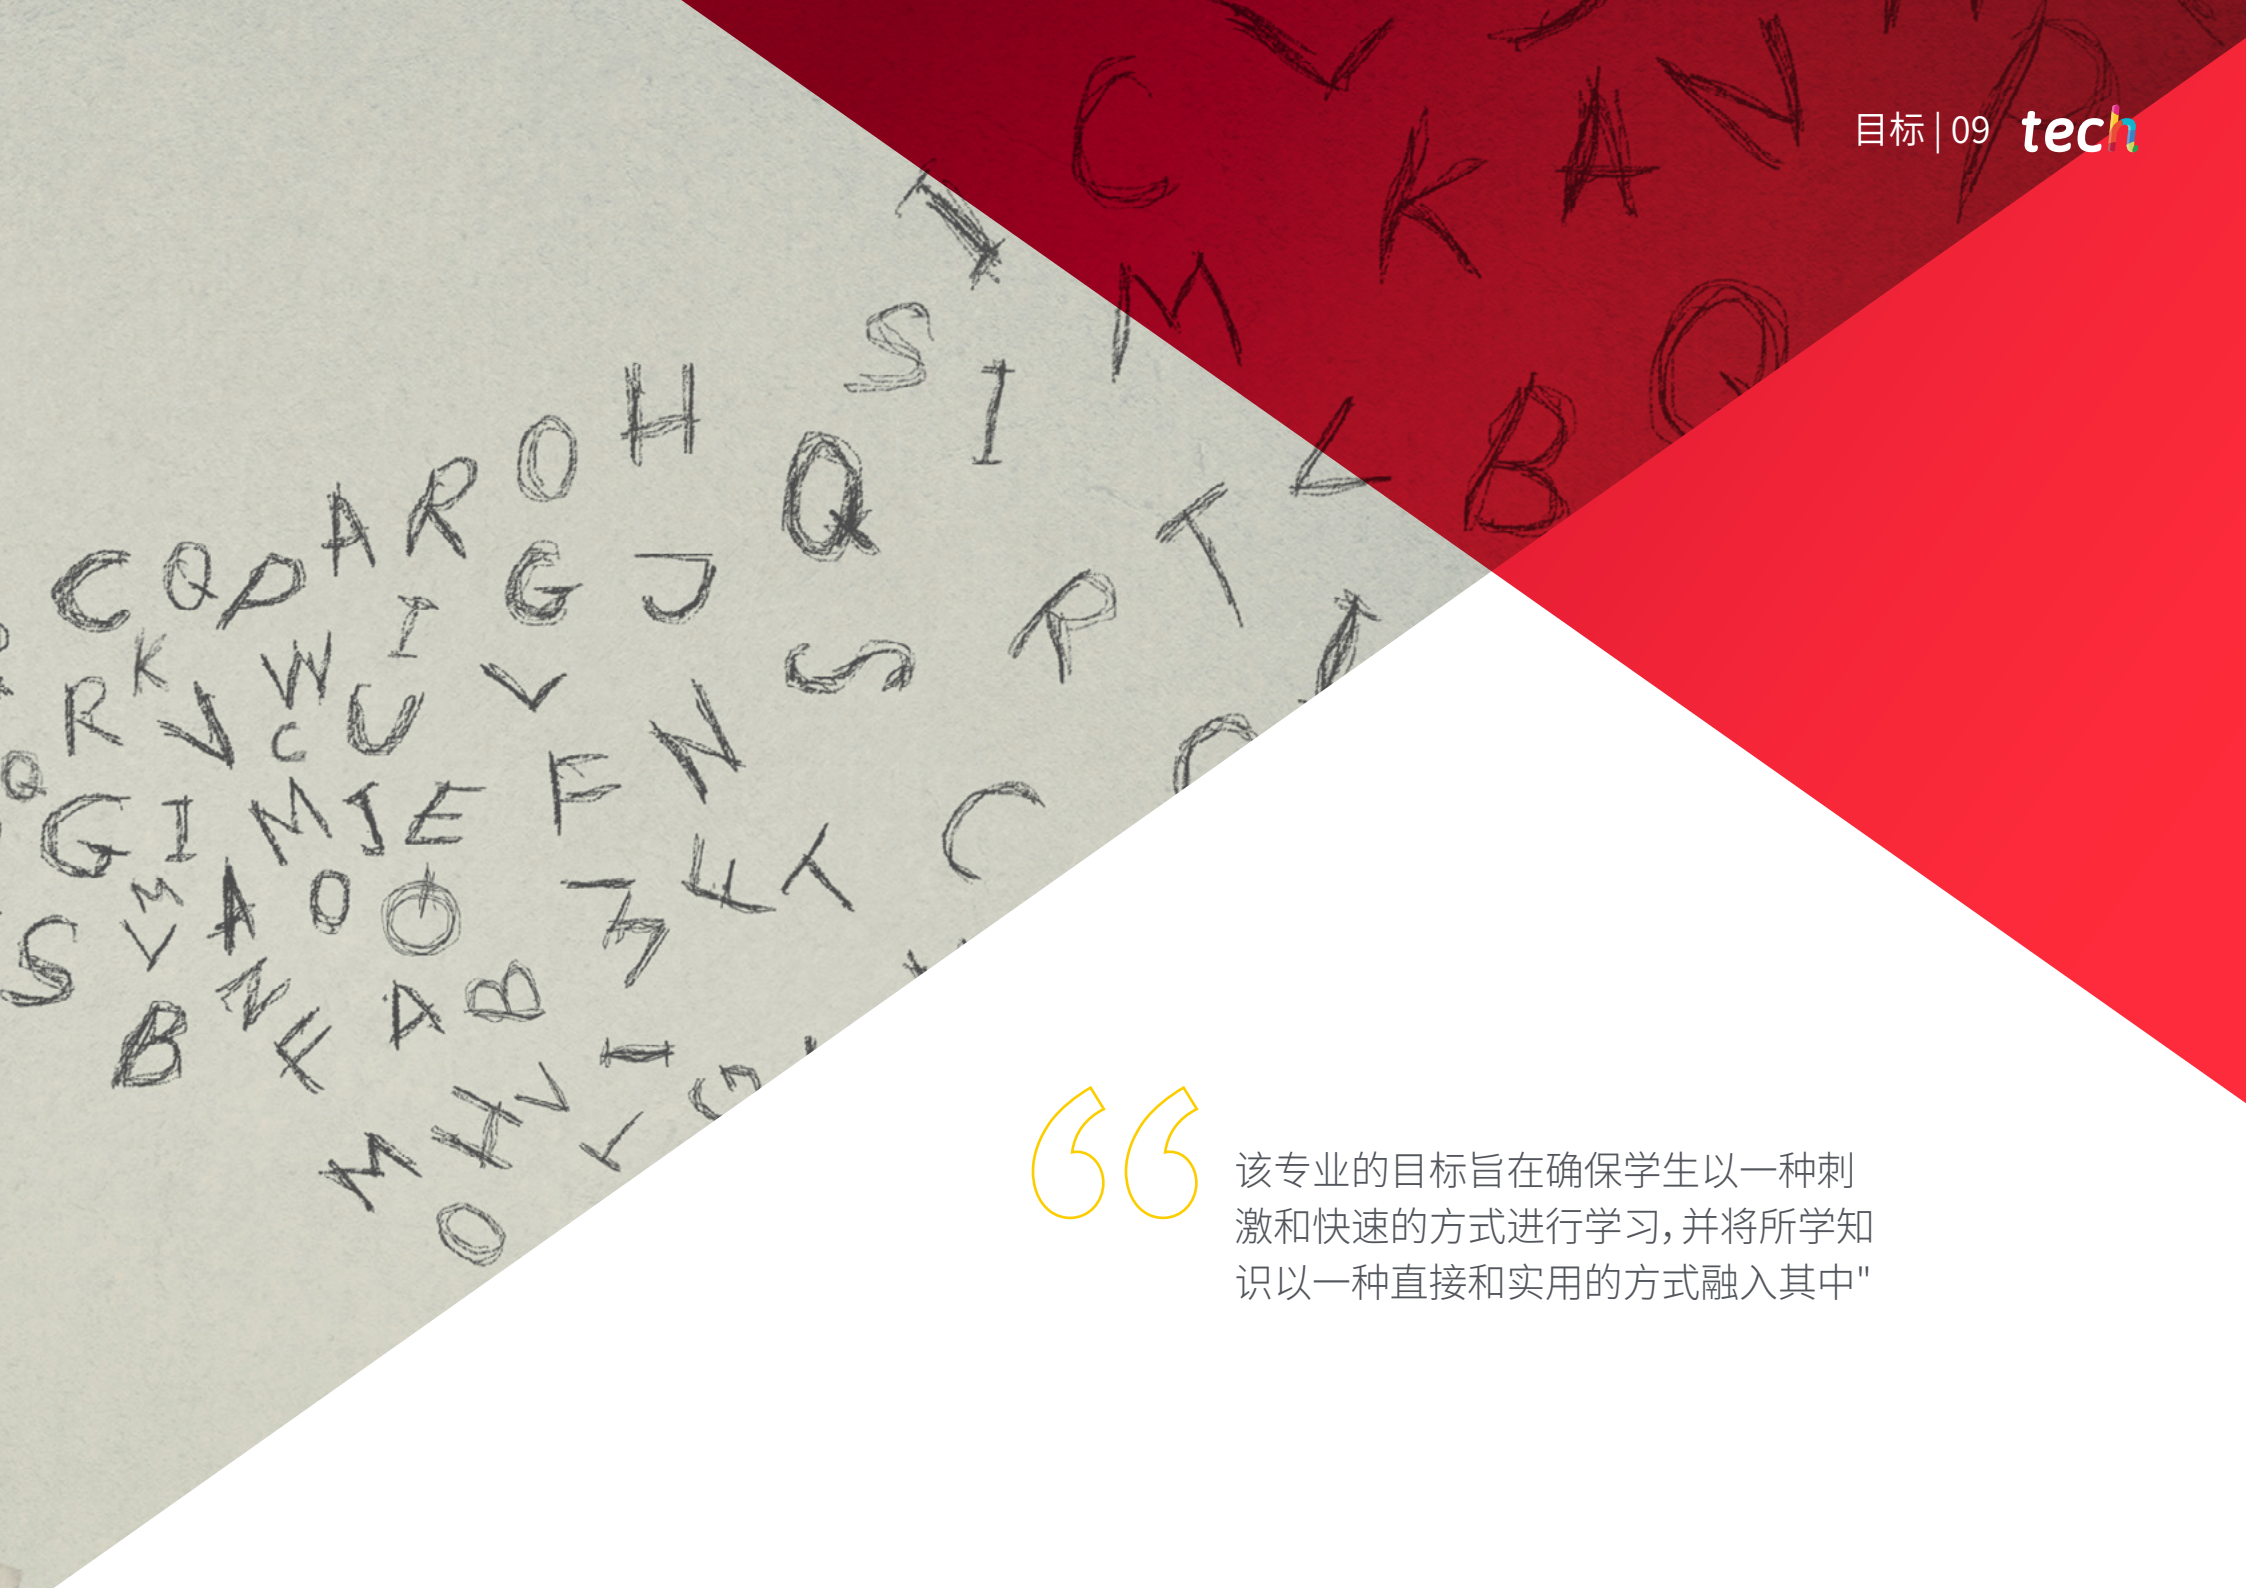 目标 | 09 tech
该专业的目标旨在确保学生以一种刺
激和快速的方式进行学习，并将所学知
识以一种直接和实用的方式融入其中"
C
K
A
N
M
S
I
H
O
Q
L
B
Q
R
A
T
C Q P
G J
R
I
K W
S
R V U
C
N
Q
F
G I M J E
C
M A O
T
S V
B N A B
F
M H V
O